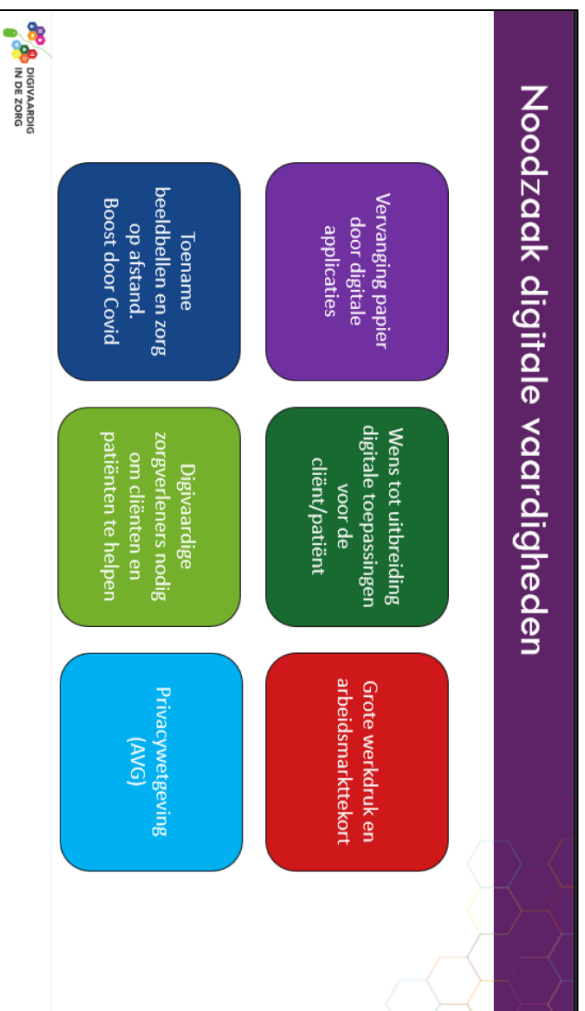 Noodzaak digitale vaardigheden
Vervanging papier
door digitale
applicaties
Wens tot uitbreiding
digitale toepassingen
voor de
cliënt/patiënt
Grote werkdruk en
arbeidsmarkttekort
Toename
beeldbellen en zorg
op afstand.
Boost door Covid
Digivaardige
zorgverleners nodig
om cliënten en
patiënten te helpen
Privacywetgeving
(AVG)
DIGIVAARDIG
IN DE ZORG